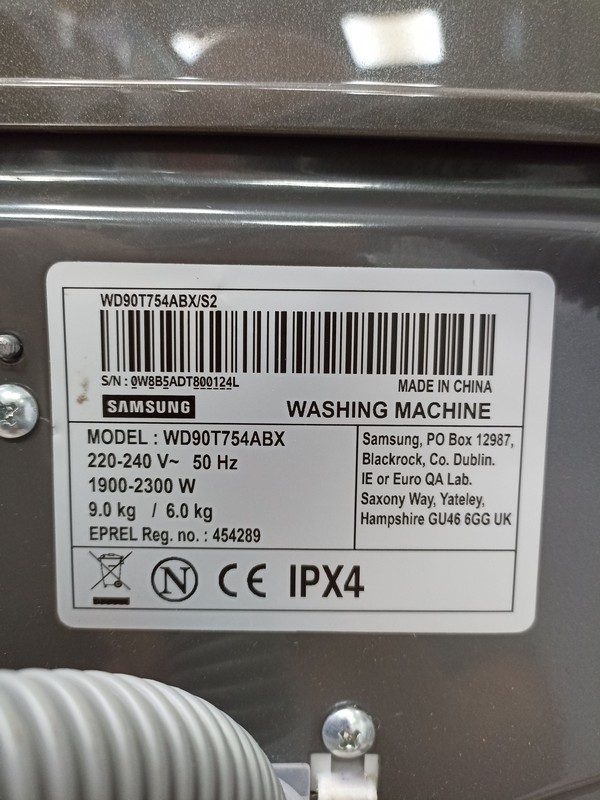 WD90T754ABX/S2
S/N : 0W8B5ADT800124L
MADE IN CHINA
SAMSUNG
WASHING MACHINE
MODEL : WD90T754ABX
220-240 V~ 50 Hz
1900-2300 W
9.0 kg / 6.0 kg
EPREL Reg. no. : 454289
Samsung, PO Box 12987,
Blackrock, Co. Dublin.
IE or Euro QA Lab.
Saxony Way, Yateley,
Hampshire GU46 6GG UK
N CE IPX4